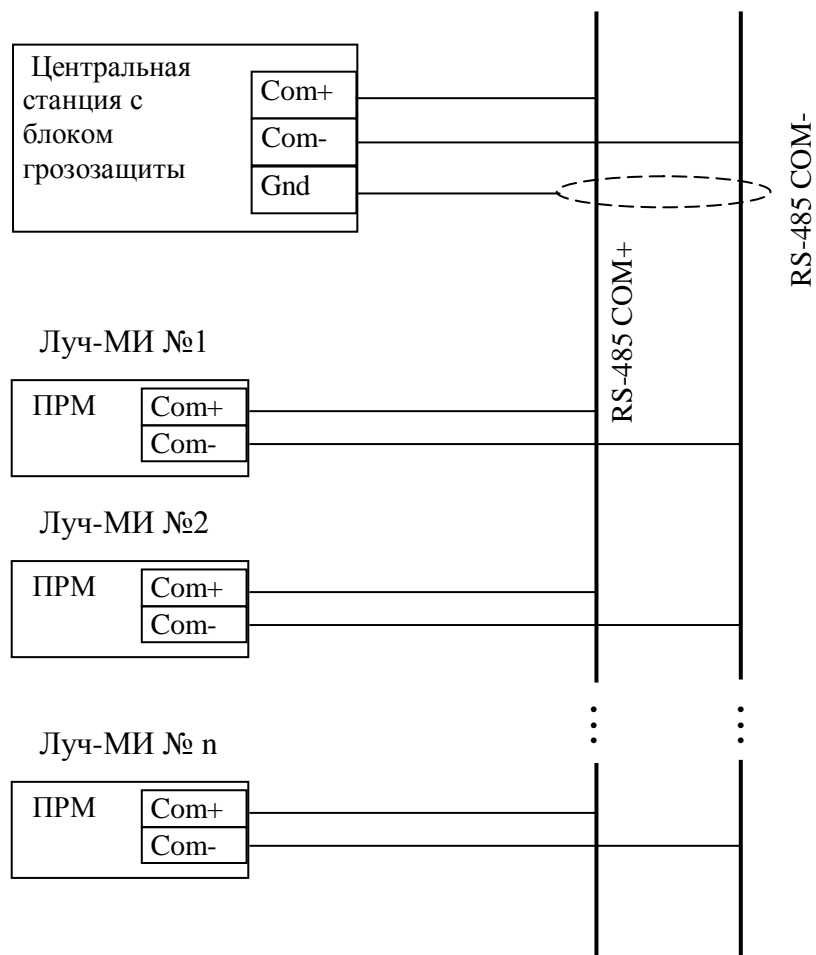 Центральная
станция с
блоком
грозозащиты
Com+
Com-
Gnd
RS-485 COM-
RS-485 COM+
Луч-МИ №1
ПРМ
Com+
Com-
Луч-МИ №2
ПРМ
Com+
Com-
Луч-МИ № n
ПРМ
Com+
Com-